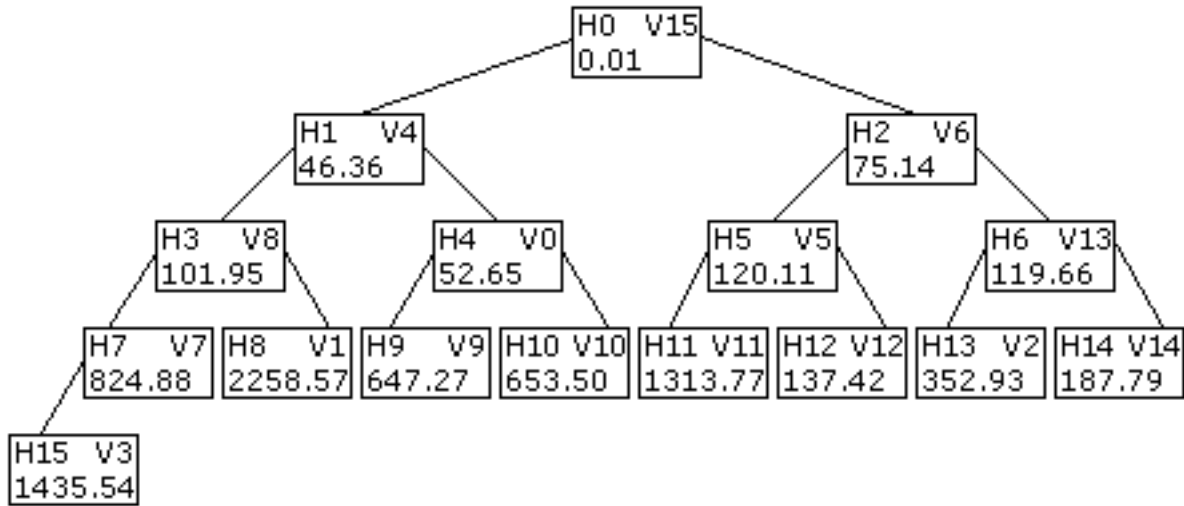 H0 V15
0.01
H1 V4
46.36
H2 V6
75.14
H3 V8
101.95
H4 V0
52.65
H5 V5
120.11
H6 V13
119.66
H7 V7
824.88
H8 V1
2258.57
H9 V9
647.27
H10 V10
653.50
H11 V11
1313.77
H12 V12
137.42
H13 V2
352.93
H14 V14
187.79
H15 V3
1435.54